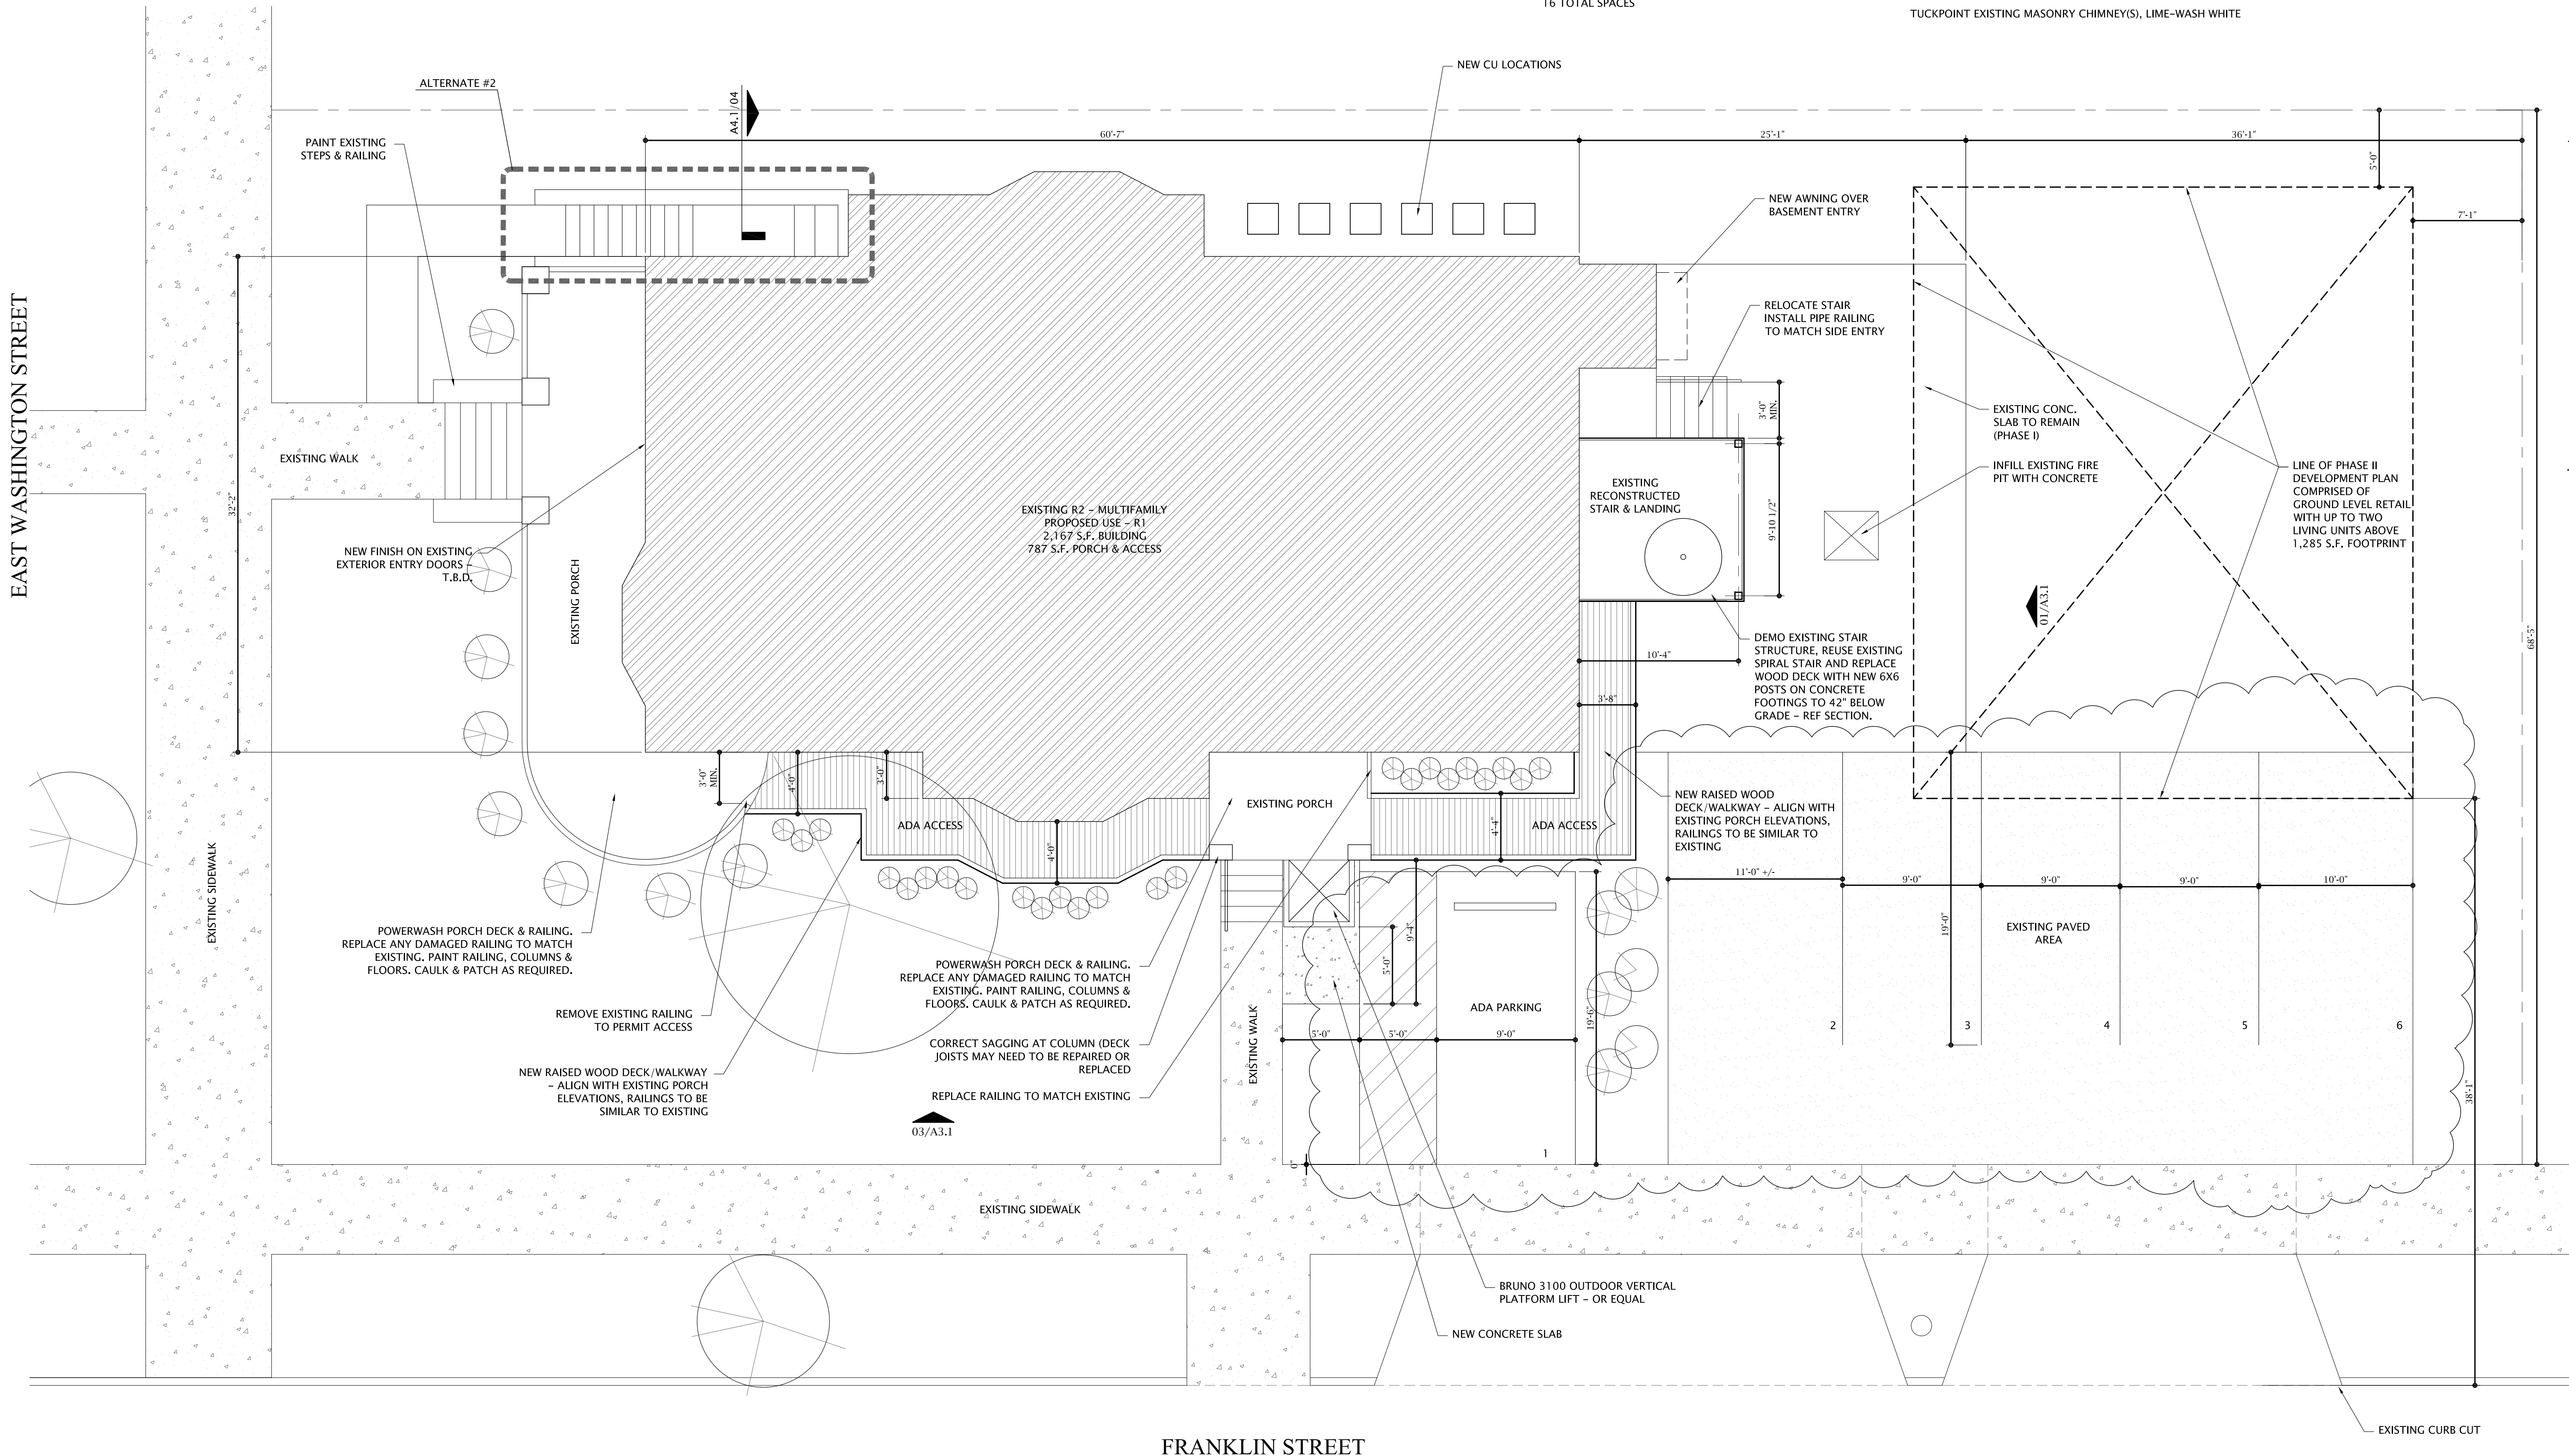 16 TOTAL SPACES
TUCKPOINT EXISTING MASONRY CHIMNEY(S), LIME-WASH WHITE
NEW CU LOCATIONS
ALTERNATE #2
A4.1/04
60'-7"
25'-1"
36'-1"
PAINT EXISTING
STEPS & RAILING
5'-0"
7'-1"
NEW AWNING OVER
BASEMENT ENTRY
RELOCATE STAIR
INSTALL PIPE RAILING
TO MATCH SIDE ENTRY
EAST WASHINGTON STREET
3'-0"
MIN.
EXISTING CONC.
SLAB TO REMAIN
(PHASE I)
EXISTING WALK
INFILL EXISTING FIRE
PIT WITH CONCRETE
LINE OF PHASE II
DEVELOPMENT PLAN
COMPRISED OF
GROUND LEVEL RETAIL
WITH UP TO TWO
LIVING UNITS ABOVE
1,285 S.F. FOOTPRINT
32'-2"
EXISTING
RECONSTRUCTED
STAIR & LANDING
9'-10 1/2"
EXISTING R2 - MULTIFAMILY
PROPOSED USE - R1
2,167 S.F. BUILDING
787 S.F. PORCH & ACCESS
NEW FINISH ON EXISTING
EXTERIOR ENTRY DOORS -
T.B.D.
EXISTING PORCH
01/A3.1
68'-5"
DEMO EXISTING STAIR
STRUCTURE, REUSE EXISTING
SPIRAL STAIR AND REPLACE
WOOD DECK WITH NEW 6X6
POSTS ON CONCRETE
FOOTINGS TO 42" BELOW
GRADE - REF SECTION.
10'-4"
3'-8"
3'-0"
MIN.
4'-0"
3'-0"
EXISTING PORCH
NEW RAISED WOOD
DECK/WALKWAY - ALIGN WITH
EXISTING PORCH ELEVATIONS,
RAILINGS TO BE SIMILAR TO
EXISTING
ADA ACCESS
4'-0"
4'-4"
ADA ACCESS
11'-0" +/-
9'-0"
9'-0"
9'-0"
10'-0"
EXISTING SIDEWALK
19'-0"
EXISTING PAVED
AREA
POWERWASH PORCH DECK & RAILING.
REPLACE ANY DAMAGED RAILING TO MATCH
EXISTING. PAINT RAILING, COLUMNS &
FLOORS. CAULK & PATCH AS REQUIRED.
POWERWASH PORCH DECK & RAILING.
REPLACE ANY DAMAGED RAILING TO MATCH
EXISTING. PAINT RAILING, COLUMNS &
FLOORS. CAULK & PATCH AS REQUIRED.
9'-4"
5'-0"
ADA PARKING
REMOVE EXISTING RAILING
TO PERMIT ACCESS
19'-6"
2
3
4
5
6
5'-0"
5'-0"
9'-0"
CORRECT SAGGING AT COLUMN (DECK
JOISTS MAY NEED TO BE REPAIRED OR
REPLACED
EXISTING WALK
NEW RAISED WOOD DECK/WALKWAY
- ALIGN WITH EXISTING PORCH
ELEVATIONS, RAILINGS TO BE
SIMILAR TO EXISTING
REPLACE RAILING TO MATCH EXISTING
38'-1"
03/A3.1
1
0"
EXISTING SIDEWALK
BRUNO 3100 OUTDOOR VERTICAL
PLATFORM LIFT - OR EQUAL
NEW CONCRETE SLAB
EXISTING CURB CUT
FRANKLIN STREET